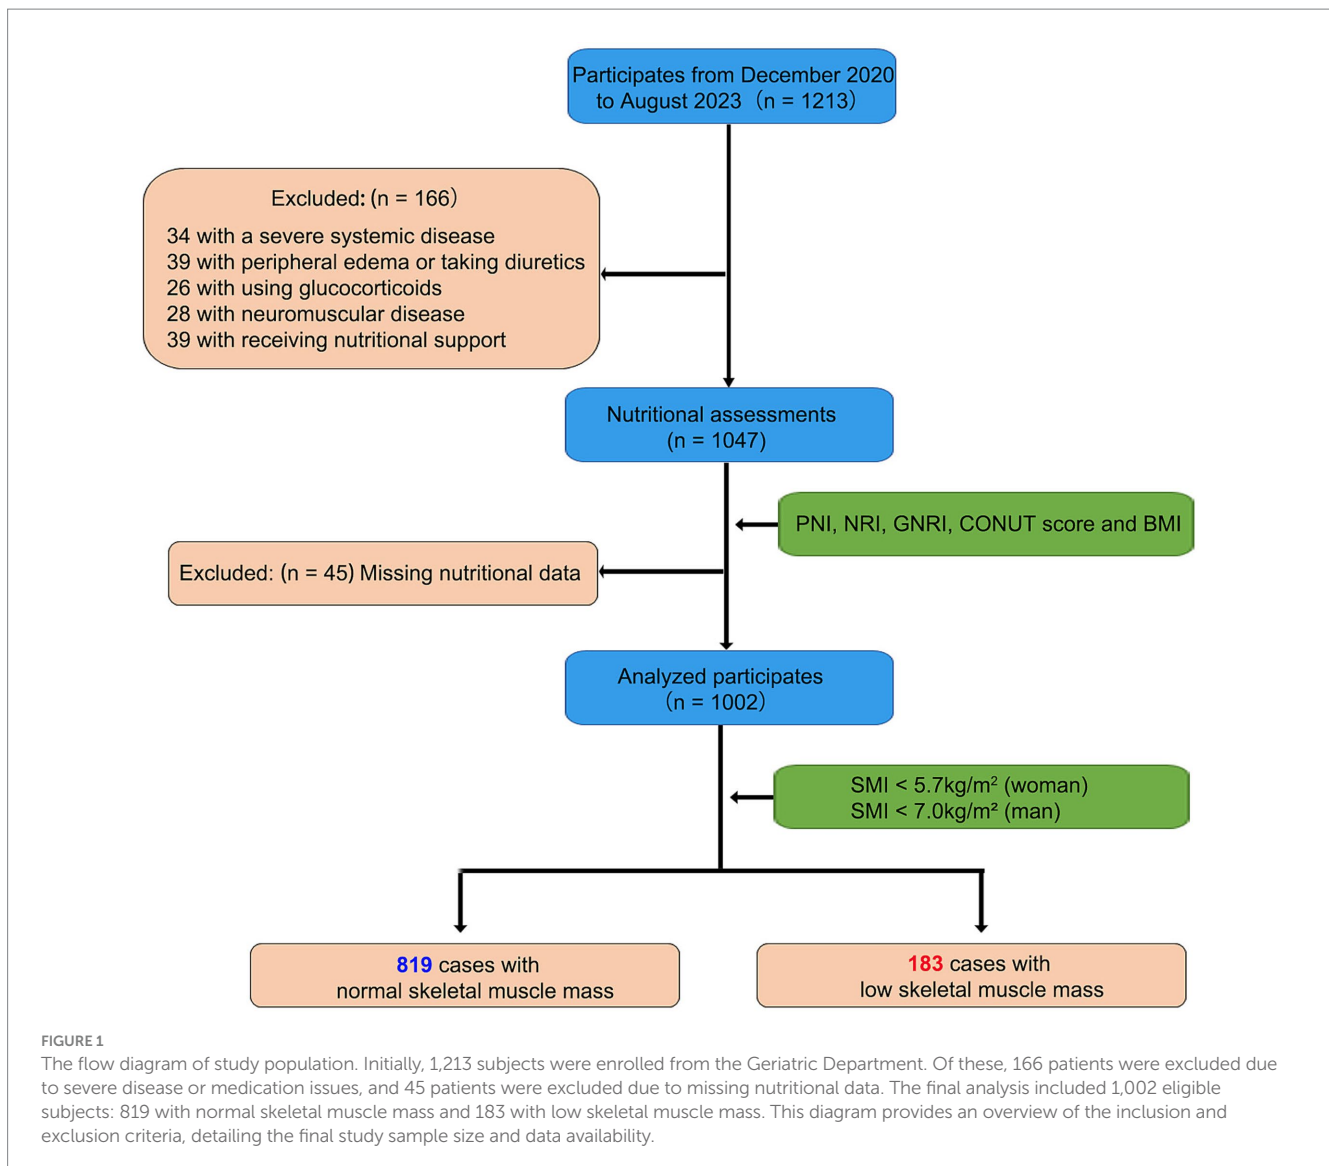 Participates from December 2020
to August 2023（n = 1213）
Excluded: (n = 166）
34 with a severe systemic disease
39 with peripheral edema or taking diuretics
26 with using glucocorticoids
28 with neuromuscular disease
39 with receiving nutritional support
Nutritional assessments
(n = 1047)
PNI, NRI, GNRI, CONUT score and BMI
Excluded: (n = 45) Missing nutritional data
Analyzed participates
（n = 1002）
SMI < 5.7kg/m² (woman)
SMI < 7.0kg/m² (man)
819 cases with
normal skeletal muscle mass
183 cases with
low skeletal muscle mass
FIGURE 1
The flow diagram of study population. Initially, 1,213 subjects were enrolled from the Geriatric Department. Of these, 166 patients were excluded due
to severe disease or medication issues, and 45 patients were excluded due to missing nutritional data. The final analysis included 1,002 eligible
subjects: 819 with normal skeletal muscle mass and 183 with low skeletal muscle mass. This diagram provides an overview of the inclusion and
exclusion criteria, detailing the final study sample size and data availability.